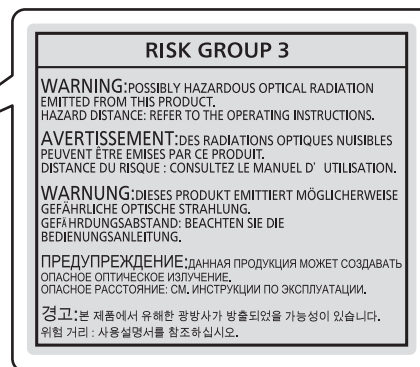 RISK GROUP 3
WARNING:POSSIBLY HAZARDOUS OPTICAL RADIATION
EMITTED FROM THIS PRODUCT.
HAZARD DISTANCE: REFER TO THE OPERATING INSTRUCTIONS.
AVERTISSEMENT:DES RADIATIONS OPTIQUES NUISIBLES
PEUVENT ÊTRE EMISES PAR CE PRODUIT.
DISTANCE DU RISQUE : CONSULTEZ LE MANUEL D' UTILISATION.
WARNUNG:DIESES PRODUKT EMITTIERT MÖGLICHERWEISE
GEFÄHRLICHE OPTISCHE STRAHLUNG.
GEFÄHRDUNGSABSTAND: BEACHTEN SIE DIE
BEDIENUNGSANLEITUNG.
ПРЕДУПРЕЖДЕНИЕ:ДАННАЯ ПРОДУКЦИЯ МОЖЕТ СОЗДАВАТЬ
ОПАСНОЕ ОПТИЧЕСКОЕ ИЗЛУЧЕНИЕ.
ОПАСНОЕ РАССТОЯНИЕ: СМ. ИНСТРУКЦИИ ПО ЭКСПЛУАТАЦИИ.
경고:본 제품에서 유해한 광방사가 방출되었을 가능성이 있습니다.
위험 거리 : 사용설명서를 참조하십시오.